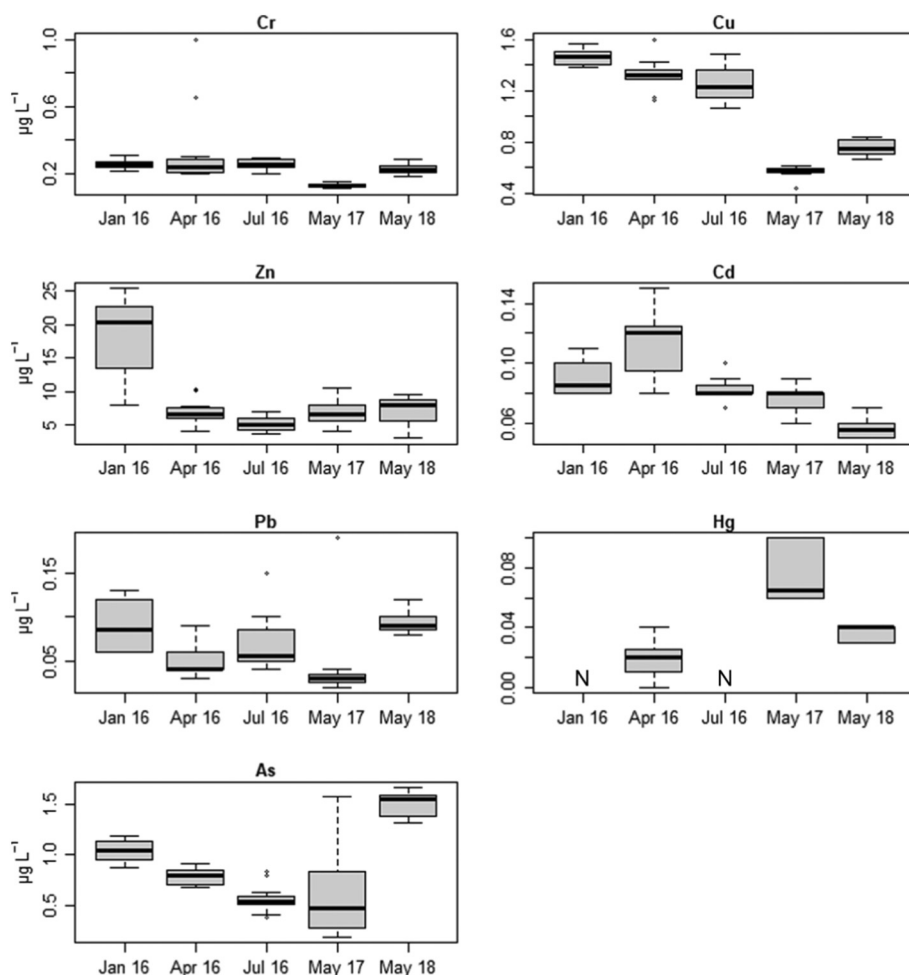 Cr
µg L⁻¹
1.0
0.6
0.2
Jan 16 Apr 16 Jul 16 May 17 May 18
Cu
1.6
1.2
0.8
0.4
Jan 16 Apr 16 Jul 16 May 17 May 18
Zn
µg L⁻¹
25
20
15
10
5
Jan 16 Apr 16 Jul 16 May 17 May 18
Cd
0.14
0.10
0.06
Jan 16 Apr 16 Jul 16 May 17 May 18
Pb
µg L⁻¹
0.15
0.05
Jan 16 Apr 16 Jul 16 May 17 May 18
Hg
0.08
0.04
0.00
N N
Jan 16 Apr 16 Jul 16 May 17 May 18
As
µg L⁻¹
1.5
1.0
0.5
Jan 16 Apr 16 Jul 16 May 17 May 18